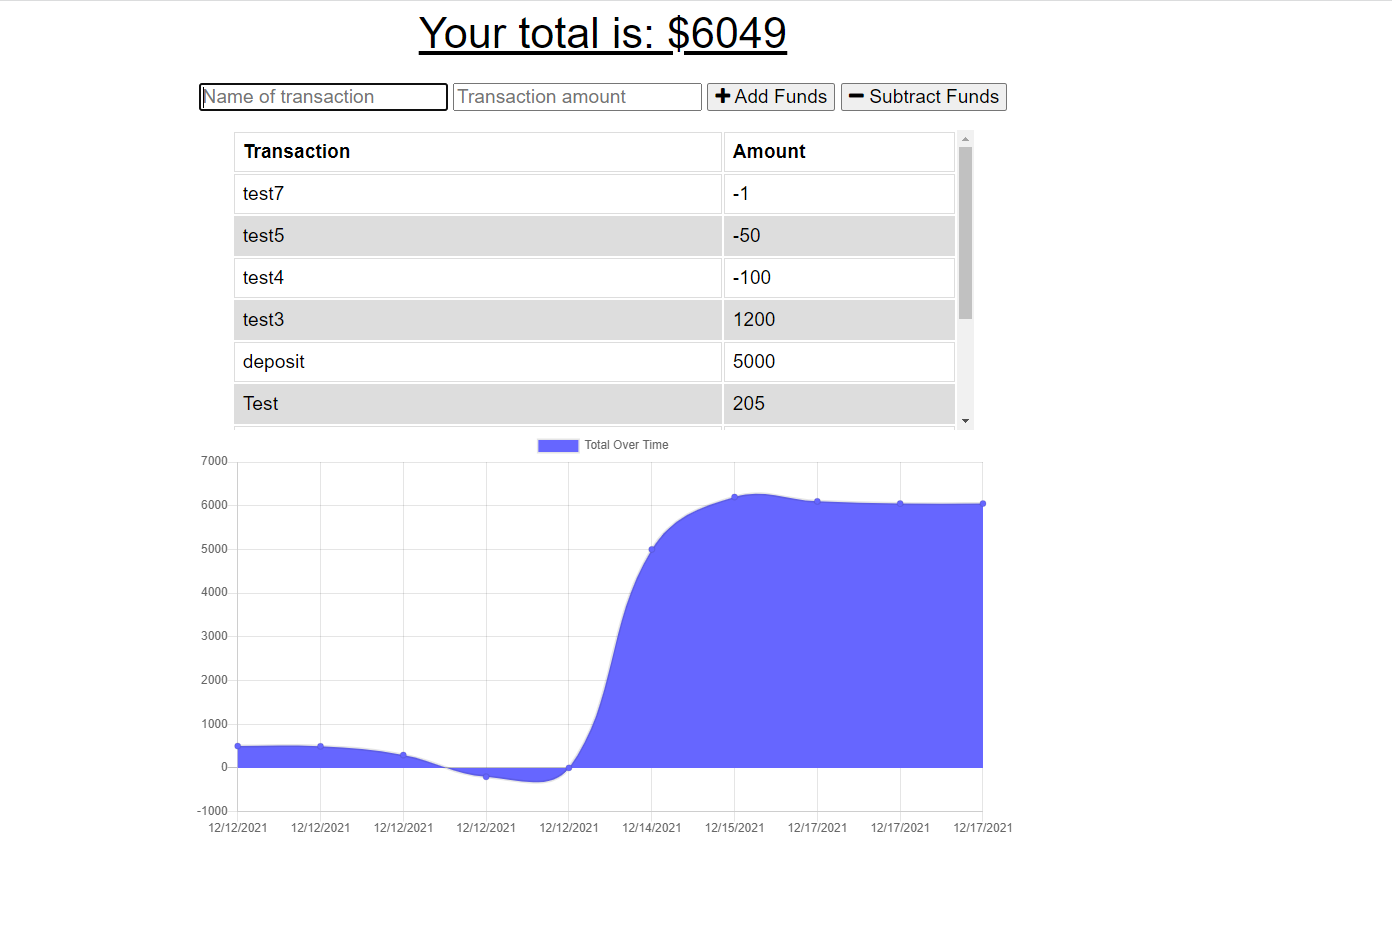 Your total is: $6049
Name of transaction Transaction amount Add Funds Subtract Funds
Transaction Amount
test7 -1
test5 -50
test4 -100
test3 1200
deposit 5000
Test 205
Total Over Time
7000
6000
5000
4000
3000
2000
1000
0
-1000
12/12/2021 12/12/2021 12/12/2021 12/12/2021 12/12/2021 12/14/2021 12/15/2021 12/17/2021 12/17/2021 12/17/2021